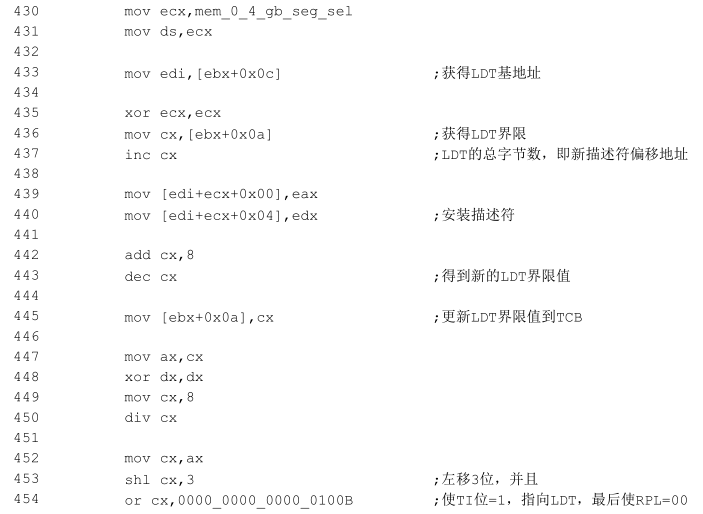 430 mov ecx,mem_0_4_gb_seg_sel
431 mov ds,ecx
432
433 mov edi,[ebx+0x0c] ;获得LDT基地址
434
435 xor ecx,ecx
436 mov cx,[ebx+0x0a] ;获得LDT界限
437 inc cx ;LDT的总字节数，即新描述符偏移地址
438
439 mov [edi+ecx+0x00],eax
440 mov [edi+ecx+0x04],edx ;安装描述符
441
442 add cx,8
443 dec cx ;得到新的LDT界限值
444
445 mov [ebx+0x0a],cx ;更新LDT界限值到TCB
446
447 mov ax,cx
448 xor dx,dx
449 mov cx,8
450 div cx
451
452 mov cx,ax
453 shl cx,3 ;左移3位，并且
454 or cx,0000_0000_0000_0100B ;使TI位=1，指向LDT，最后使RPL=00